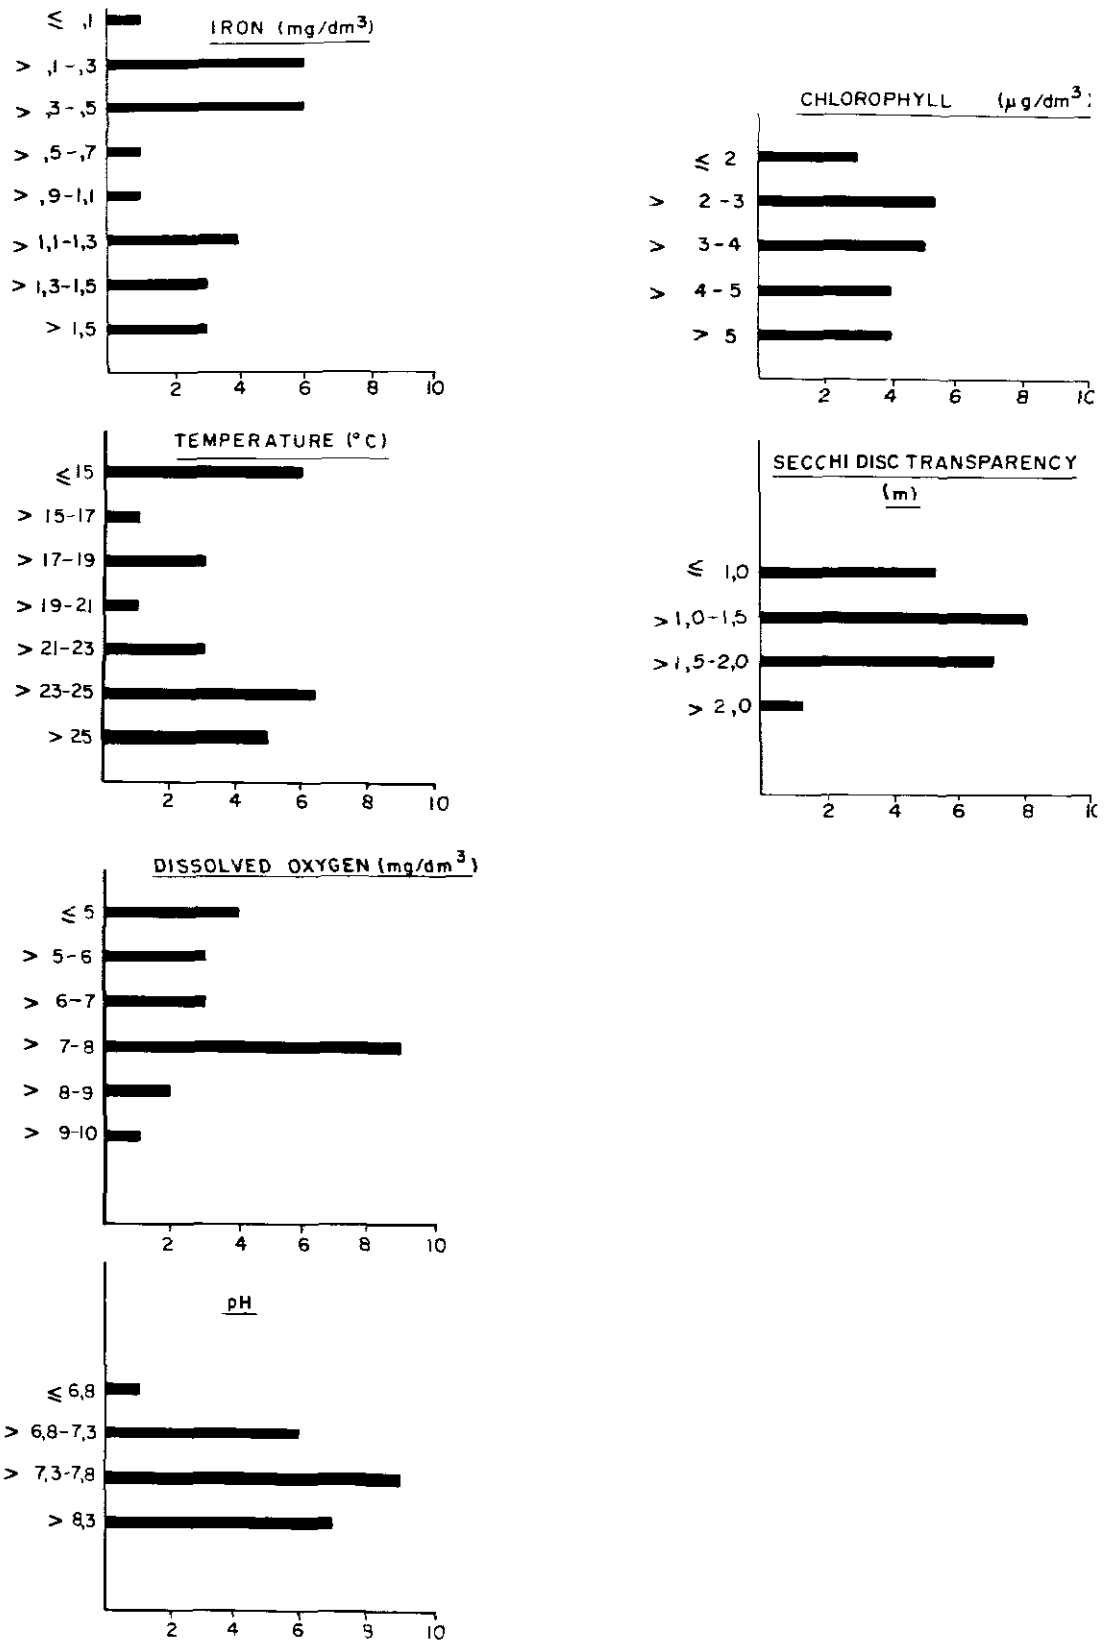 IRON (mg/dm³)
≤ ,1
> ,1-,3
> ,3-,5
> ,5-,7
> ,9-1,1
> 1,1-1,3
> 1,3-1,5
> 1,5
2 4 6 8 10
TEMPERATURE (°C)
≤ 15
> 15-17
> 17-19
> 19-21
> 21-23
> 23-25
> 25
2 4 6 8 10
DISSOLVED OXYGEN (mg/dm³)
≤ 5
> 5-6
> 6-7
> 7-8
> 8-9
> 9-10
2 4 6 8 10
pH
≤ 6,8
> 6,8-7,3
> 7,3-7,8
> 8,3
2 4 6 8 10
CHLOROPHYLL (µg/dm³)
≤ 2
> 2-3
> 3-4
> 4-5
> 5
2 4 6 8 10
SECCHI DISC TRANSPARENCY
(m)
≤ 1,0
> 1,0-1,5
> 1,5-2,0
> 2,0
2 4 6 8 10